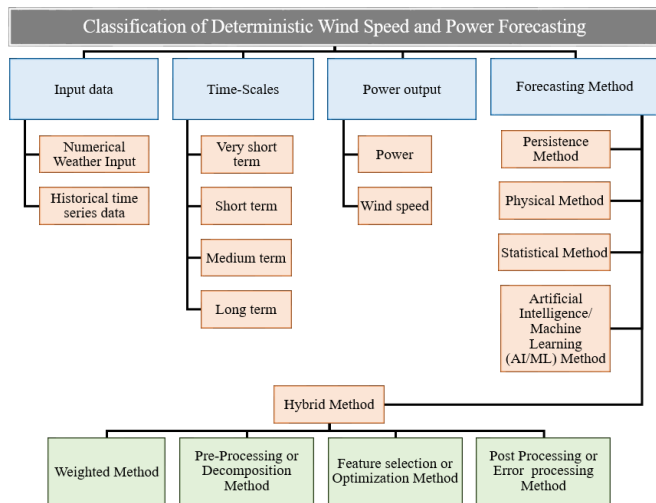 Classification of Deterministic Wind Speed and Power Forecasting
Input data
Numerical
Weather Input
Historical time
series data
Time-Scales
Very short
term
Short term
Medium term
Long term
Power output
Power
Wind speed
Forecasting Method
Persistence
Method
Physical Method
Statistical Method
Artificial
Intelligence/
Machine
Learning
(AI/ML) Method
Hybrid Method
Weighted Method
Pre-Processing or
Decomposition
Method
Feature selection or
Optimization Method
Post Processing or
Error processing
Method